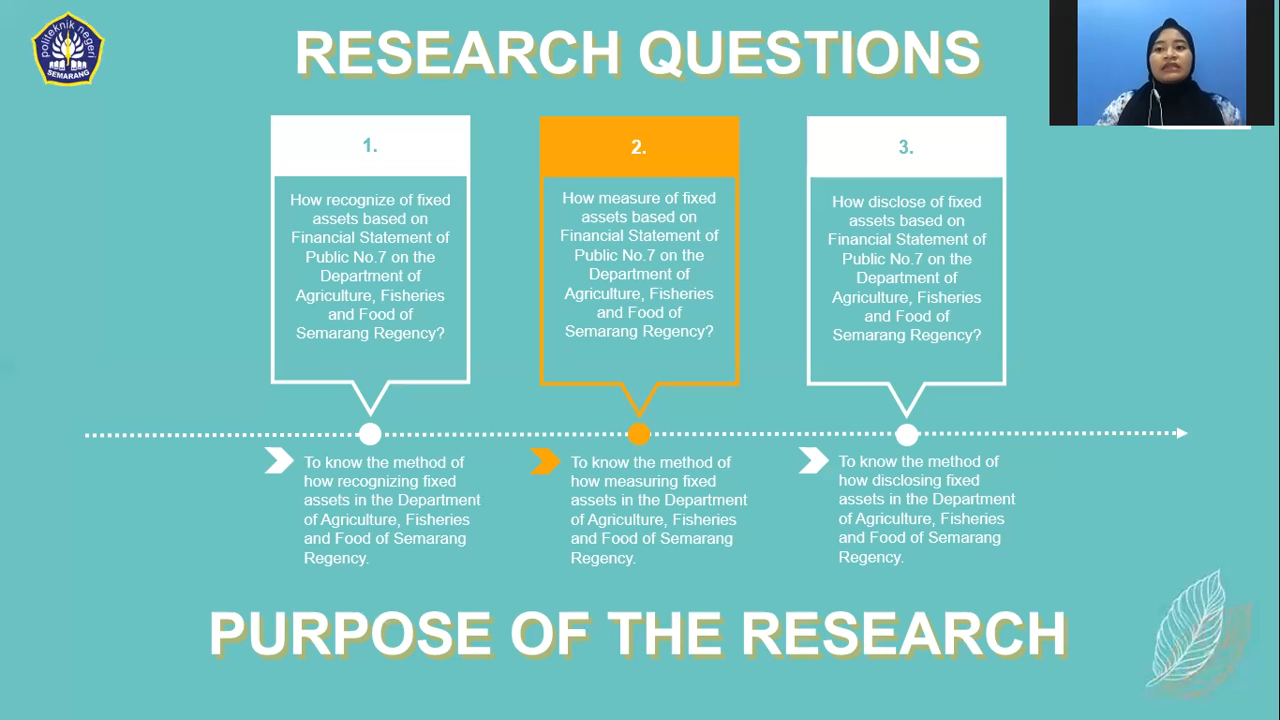 politeknik negeri
SEMARANG
RESEARCH QUESTIONS
1.
How recognize of fixed
assets based on
Financial Statement of
Public No.7 on the
Department of
Agriculture, Fisheries
and Food of
Semarang Regency?
2.
How measure of fixed
assets based on
Financial Statement of
Public No.7 on the
Department of
Agriculture, Fisheries
and Food of
Semarang Regency?
3.
How disclose of fixed
assets based on
Financial Statement of
Public No.7 on the
Department of
Agriculture, Fisheries
and Food of
Semarang Regency?
To know the method of
how recognizing fixed
assets in the Department
of Agriculture, Fisheries
and Food of Semarang
Regency.
To know the method of
how measuring fixed
assets in the Department
of Agriculture, Fisheries
and Food of Semarang
Regency.
To know the method of
how disclosing fixed
assets in the Department
of Agriculture, Fisheries
and Food of Semarang
Regency.
PURPOSE OF THE RESEARCH